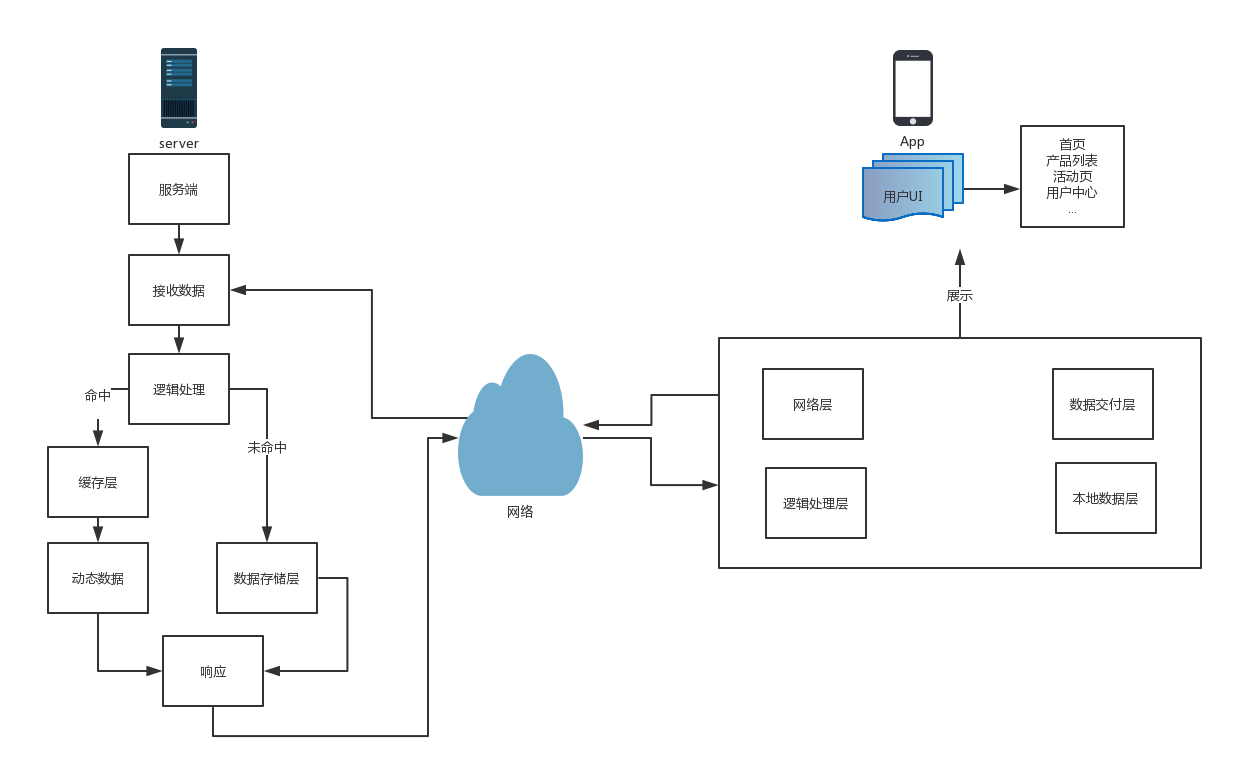 server
服务端
接收数据
逻辑处理
命中
未命中
缓存层
动态数据
数据存储层
响应
网络
App
用户UI
首页
产品列表
活动页
用户中心
...
展示
网络层
数据交付层
逻辑处理层
本地数据层